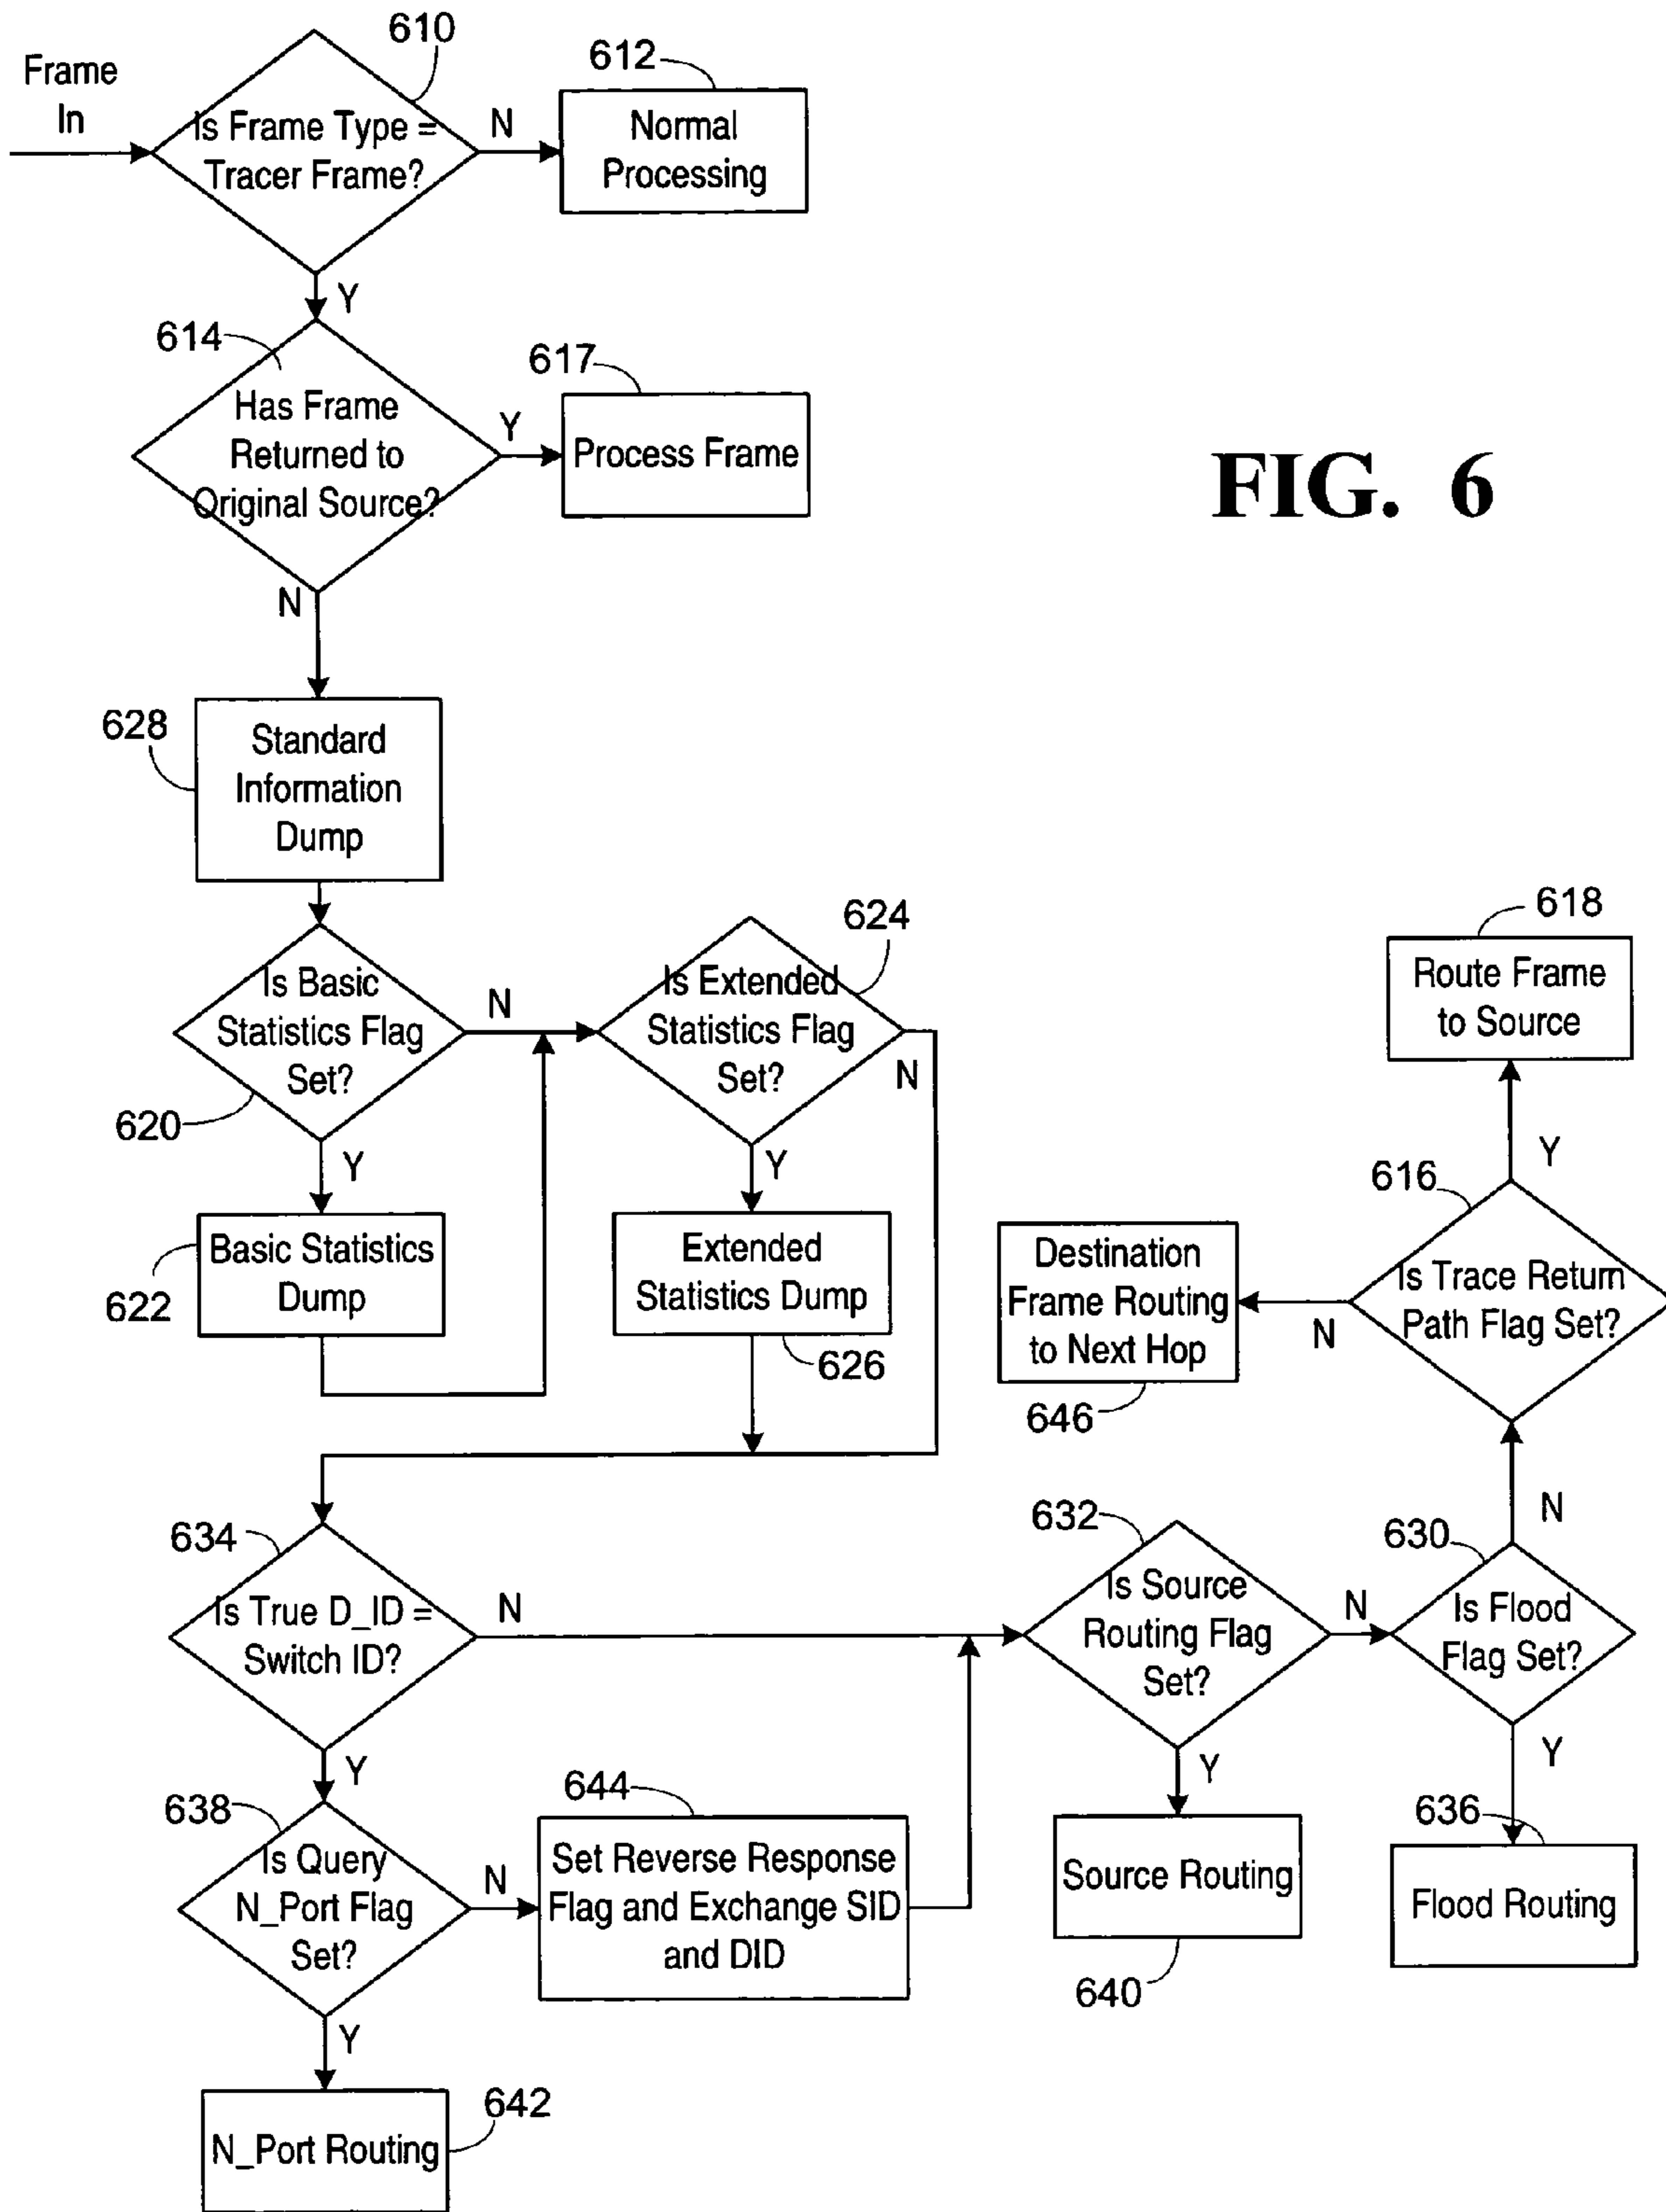 610
Frame
In
Is Frame Type =
Tracer Frame?
N
612
Normal
Processing
Y
614
Has Frame
Returned to
Original Source?
Y
617
Process Frame
FIG. 6
N
628
Standard
Information
Dump
Is Basic
Statistics Flag
Set?
620
N
624
Is Extended
Statistics Flag
Set?
N
Y
622
Basic Statistics
Dump
Y
Extended
Statistics Dump
626
618
Route Frame
to Source
Y
616
Is Trace Return
Path Flag Set?
N
Destination
Frame Routing
to Next Hop
646
N
634
Is True D_ID =
Switch ID?
N
632
Is Source
Routing Flag
Set?
N
630
Is Flood
Flag Set?
Y
638
Is Query
N_Port Flag
Set?
N
644
Set Reverse Response
Flag and Exchange SID
and DID
Y
Source Routing
640
Y
636
Flood Routing
Y
642
N_Port Routing